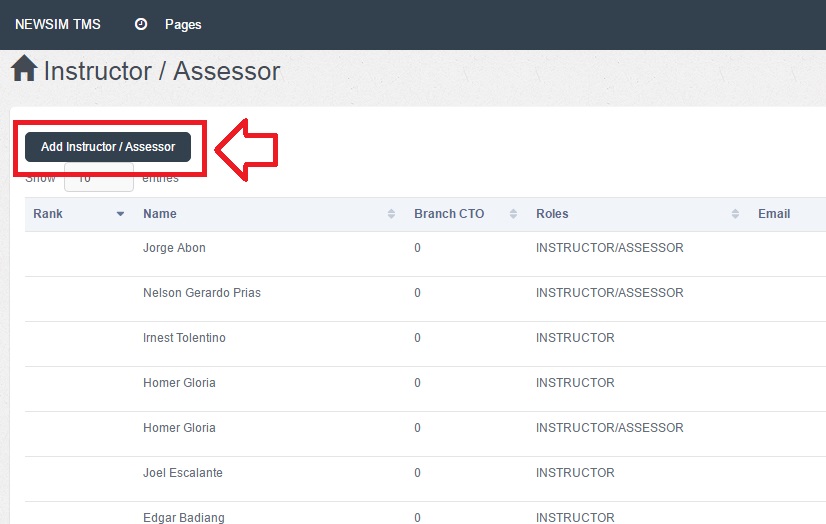 NEWSIM TMS Pages
Instructor / Assessor
Add Instructor / Assessor
Show 10 entries
Rank Name Branch CTO Roles Email
Jorge Abon 0 INSTRUCTOR/ASSESSOR
Nelson Gerardo Prias 0 INSTRUCTOR/ASSESSOR
Irnest Tolentino 0 INSTRUCTOR
Homer Gloria 0 INSTRUCTOR
Homer Gloria 0 INSTRUCTOR/ASSESSOR
Joel Escalante 0 INSTRUCTOR
Edgar Badiang 0 INSTRUCTOR